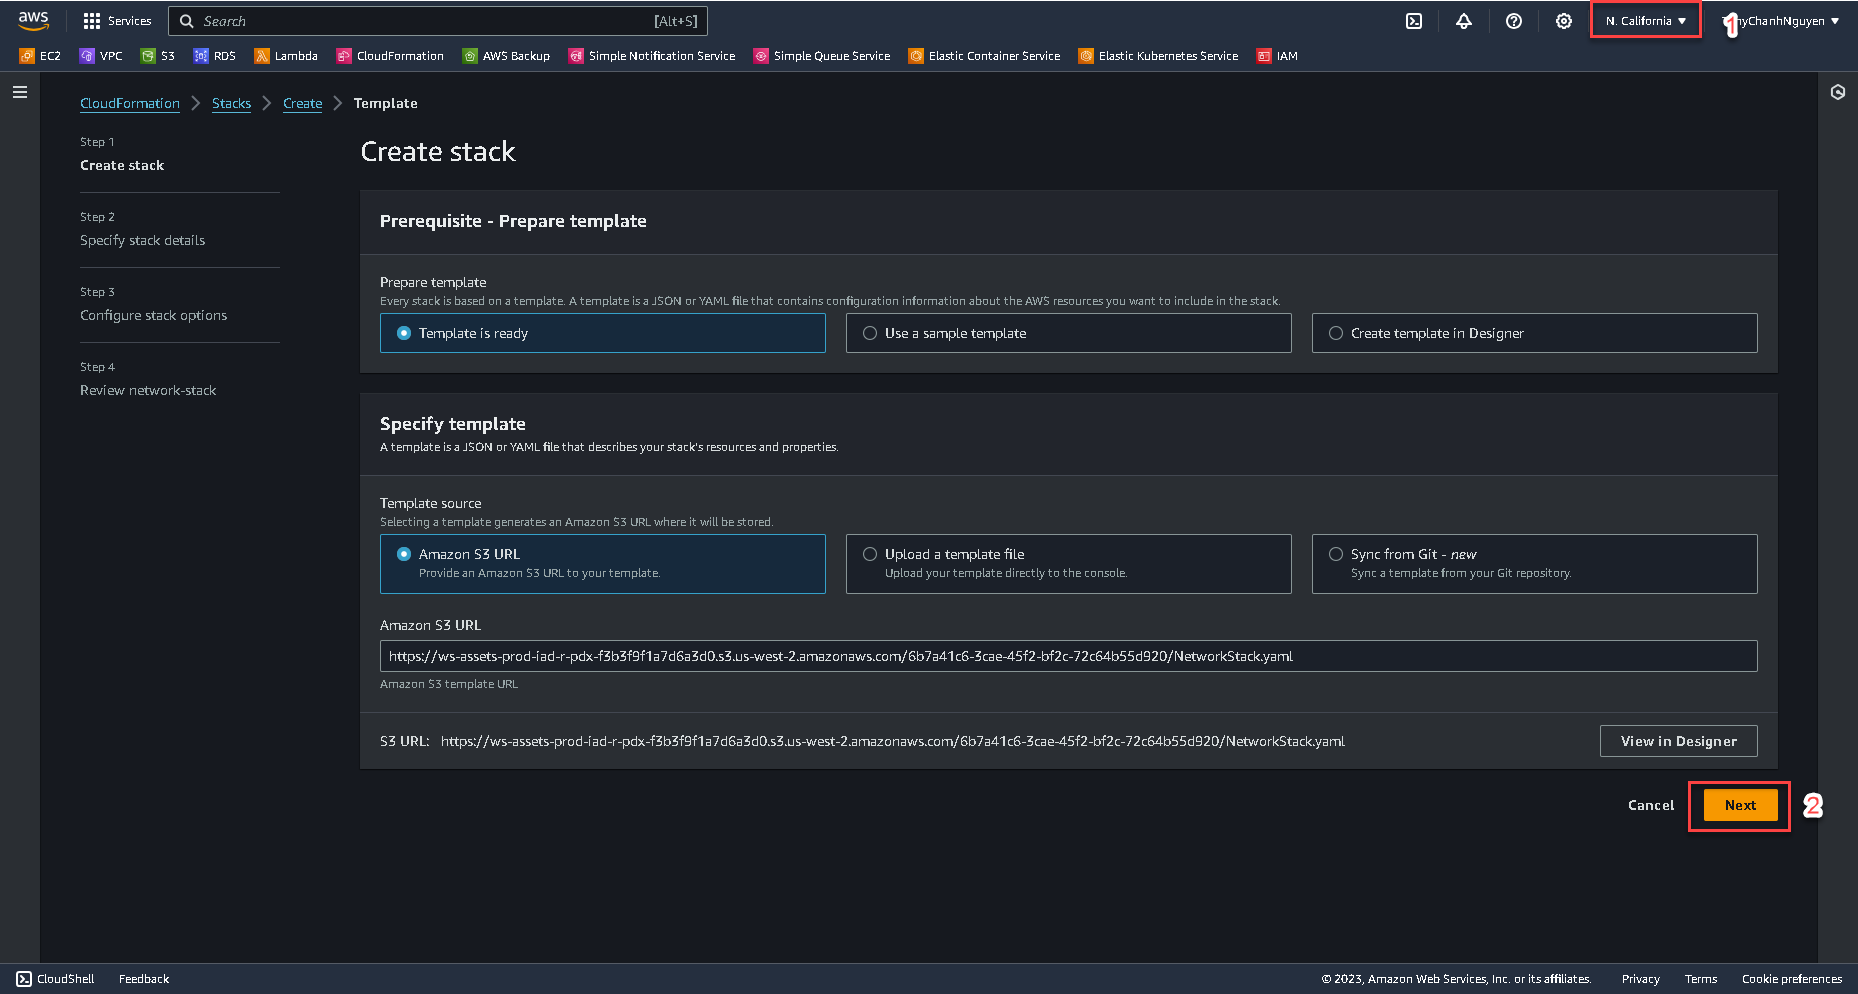 aws Services Search [Alt+S] N. California 1 nyChanhNguyen
EC2 VPC S3 RDS Lambda CloudFormation AWS Backup Simple Notification Service Simple Queue Service Elastic Container Service Elastic Kubernetes Service IAM
CloudFormation Stacks Create Template
Step 1
Create stack
Step 2
Specify stack details
Step 3
Configure stack options
Step 4
Review network-stack
Create stack
Prerequisite - Prepare template
Prepare template
Every stack is based on a template. A template is a JSON or YAML file that contains configuration information about the AWS resources you want to include in the stack.
Template is ready Use a sample template Create template in Designer
Specify template
A template is a JSON or YAML file that describes your stack's resources and properties.
Template source
Selecting a template generates an Amazon S3 URL where it will be stored.
Amazon S3 URL
Provide an Amazon S3 URL to your template.
Upload a template file
Upload your template directly to the console.
Sync from Git - new
Sync a template from your Git repository.
Amazon S3 URL
https://ws-assets-prod-iad-r-pdx-f3b3f9f1a7d6a3d0.s3.us-west-2.amazonaws.com/6b7a41c6-3cae-45f2-bf2c-72c64b55d920/NetworkStack.yaml
Amazon S3 template URL
S3 URL: https://ws-assets-prod-iad-r-pdx-f3b3f9f1a7d6a3d0.s3.us-west-2.amazonaws.com/6b7a41c6-3cae-45f2-bf2c-72c64b55d920/NetworkStack.yaml View in Designer
Cancel Next 2
CloudShell Feedback © 2023, Amazon Web Services, Inc. or its affiliates. Privacy Terms Cookie preferences